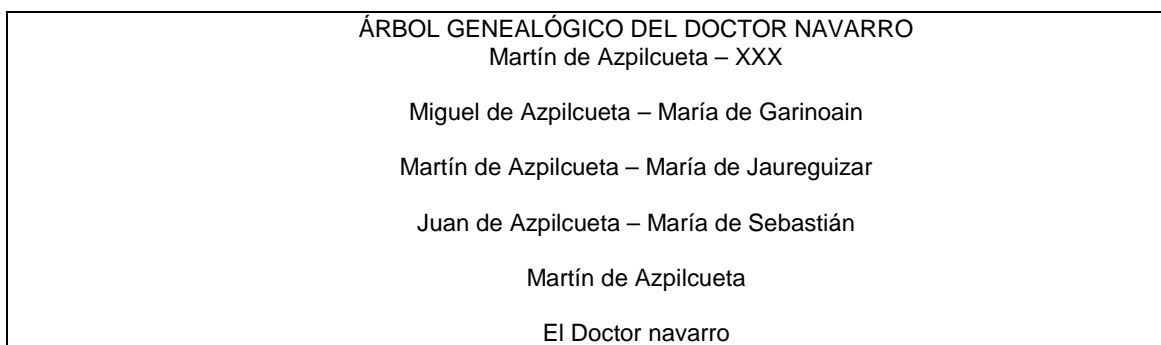 ÁRBOL GENEALÓGICO DEL DOCTOR NAVARRO
Martín de Azpilcueta – XXX
Miguel de Azpilcueta – María de Garinoain
Martín de Azpilcueta – María de Jaureguizar
Juan de Azpilcueta – María de Sebastián
Martín de Azpilcueta
El Doctor navarro